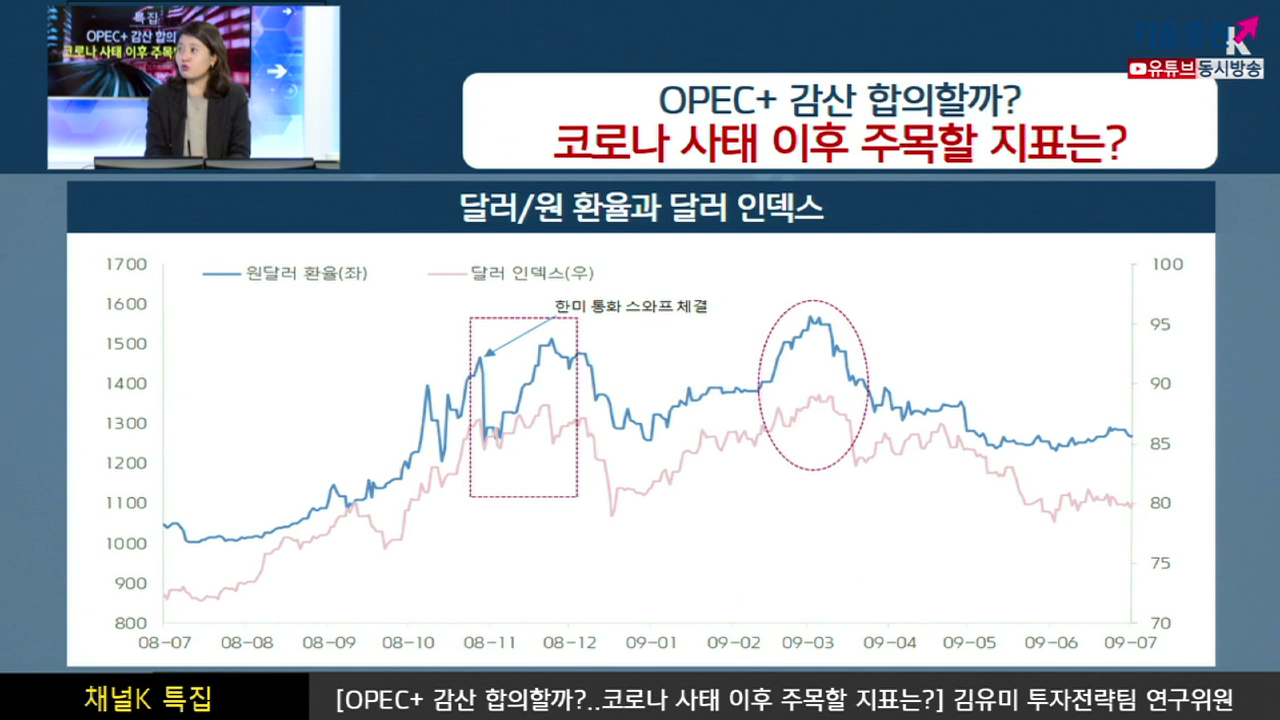 특집
OPEC+ 감산 합의
코로나 사태 이후 주목
K
유튜브 동시방송
OPEC+ 감산 합의할까?
코로나 사태 이후 주목할 지표는?
달러/원 환율과 달러 인덱스
원달러 환율(좌)
달러 인덱스(우)
한미 통화 스와프 체결
1700
1600
1500
1400
1300
1200
1100
1000
900
800
100
95
90
85
80
75
70
08-07 08-08 08-09 08-10 08-11 08-12 09-01 09-02 09-03 09-04 09-05 09-06 09-07
채널K 특집
[OPEC+ 감산 합의할까?..코로나 사태 이후 주목할 지표는?] 김유미 투자전략팀 연구위원